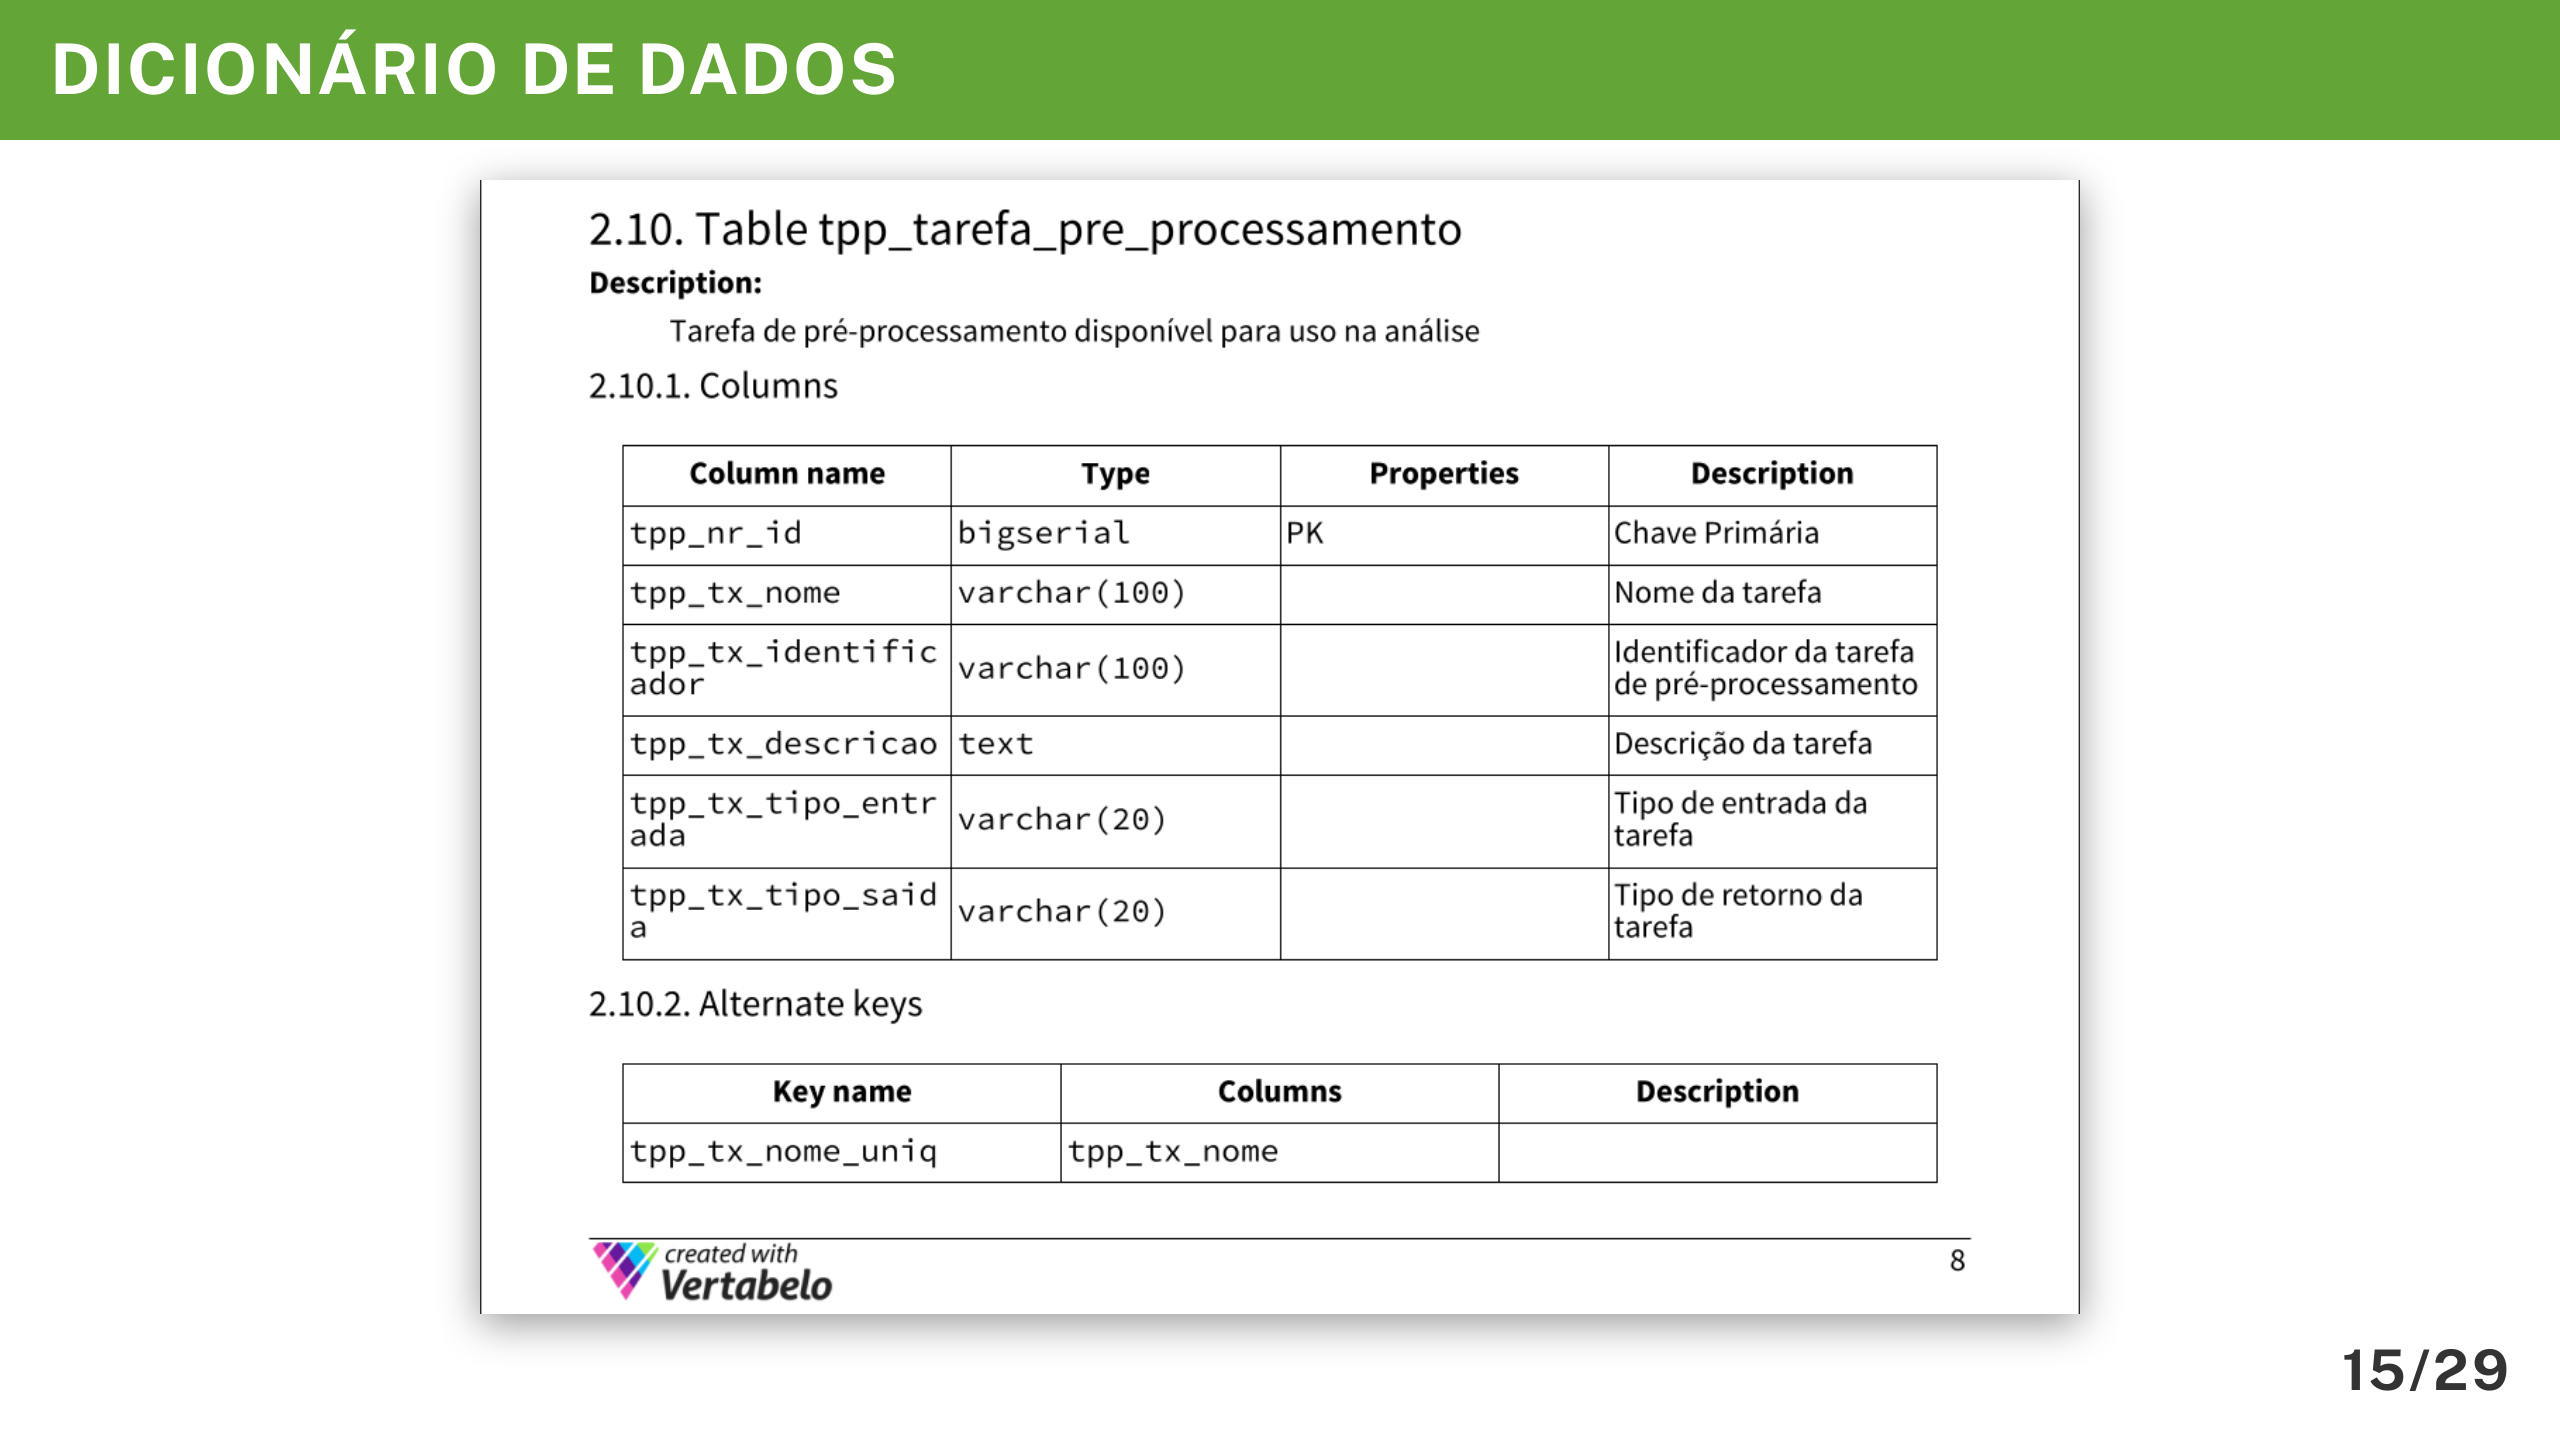 DICIONÁRIO DE DADOS
2.10. Table tpp_tarefa_pre_processamento
Description:
Tarefa de pré-processamento disponível para uso na análise
2.10.1. Columns
Column name Type Properties Description
tpp_nr_id bigserial PK Chave Primária
tpp_tx_nome varchar(100) Nome da tarefa
tpp_tx_identific
ador
varchar(100)
Identificador da tarefa
de pré-processamento
tpp_tx_descricao text Descrição da tarefa
tpp_tx_tipo_entr
ada
varchar(20)
Tipo de entrada da
tarefa
tpp_tx_tipo_said
a
varchar(20)
Tipo de retorno da
tarefa
2.10.2. Alternate keys
Key name Columns Description
tpp_tx_nome_uniq tpp_tx_nome
created with
Vertabelo
8
15/29